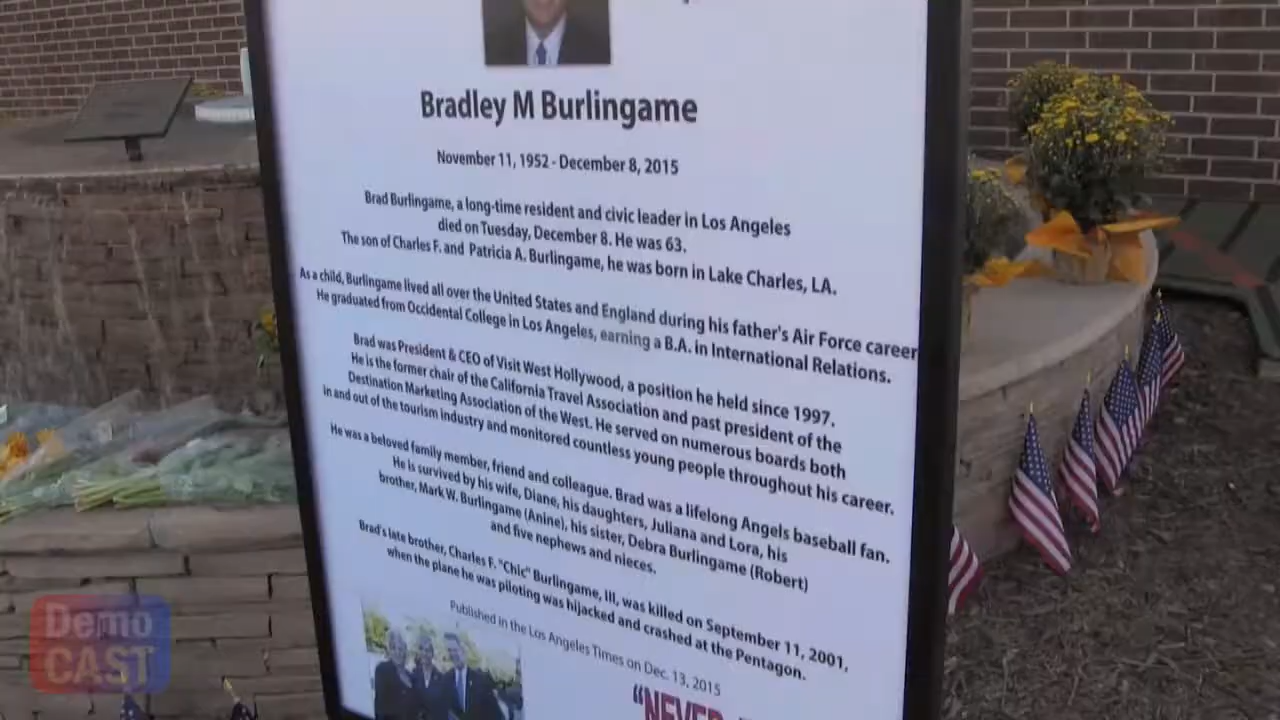 Bradley M Burlingame
November 11, 1952 - December 8, 2015
Brad Burlingame, a long-time resident and civic leader in Los Angeles
died on Tuesday, December 8. He was 63.
The son of Charles F. and Patricia A. Burlingame, he was born in Lake Charles, LA.
As a child, Burlingame lived all over the United States and England during his father's Air Force career
He graduated from Occidental College in Los Angeles, earning a B.A. in International Relations.
Brad was President & CEO of Visit West Hollywood, a position he held since 1997.
He is the former chair of the California Travel Association and past president of the
Destination Marketing Association of the West. He served on numerous boards both
in and out of the tourism industry and monitored countless young people throughout his career.
He was a beloved family member, friend and colleague. Brad was a lifelong Angels baseball fan.
He is survived by his wife, Diane, his daughters, Juliana and Lora, his
brother, Mark W. Burlingame (Anine), his sister, Debra Burlingame (Robert)
and five nephews and nieces.
Brad's late brother, Charles F. "Chic" Burlingame, III, was killed on September 11, 2001,
when the plane he was piloting was hijacked and crashed at the Pentagon.
Published in the Los Angeles Times on Dec. 13, 2015
"NEVER
Demo
CAST